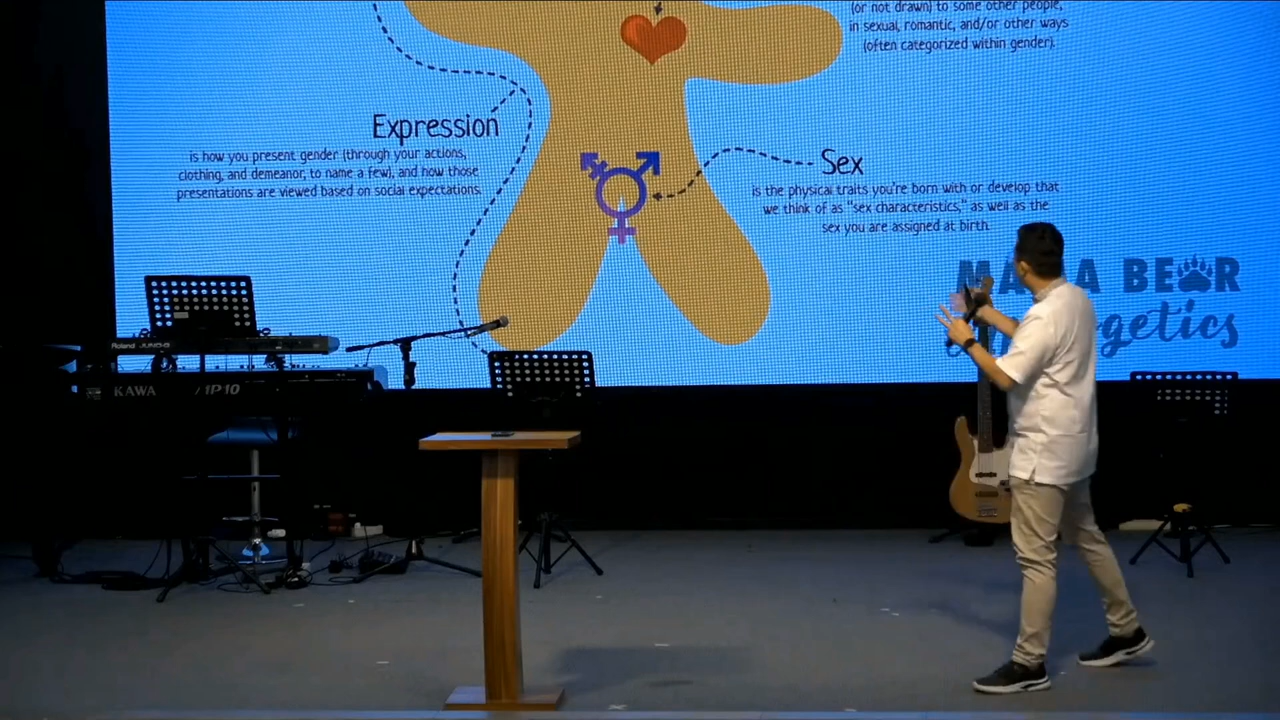 (or not drawn) to some other people,
in sexual, romantic, and/or other ways
(often categorized within gender).
Expression
is how you present gender (through your actions,
clothing, and demeanor, to name a few), and how those
presentations are viewed based on social expectations.
Sex
is the physical traits you're born with or develop that
we think of as "sex characteristics," as well as the
sex you are assigned at birth.
BEAR
Roland JUNO-G
KAWA